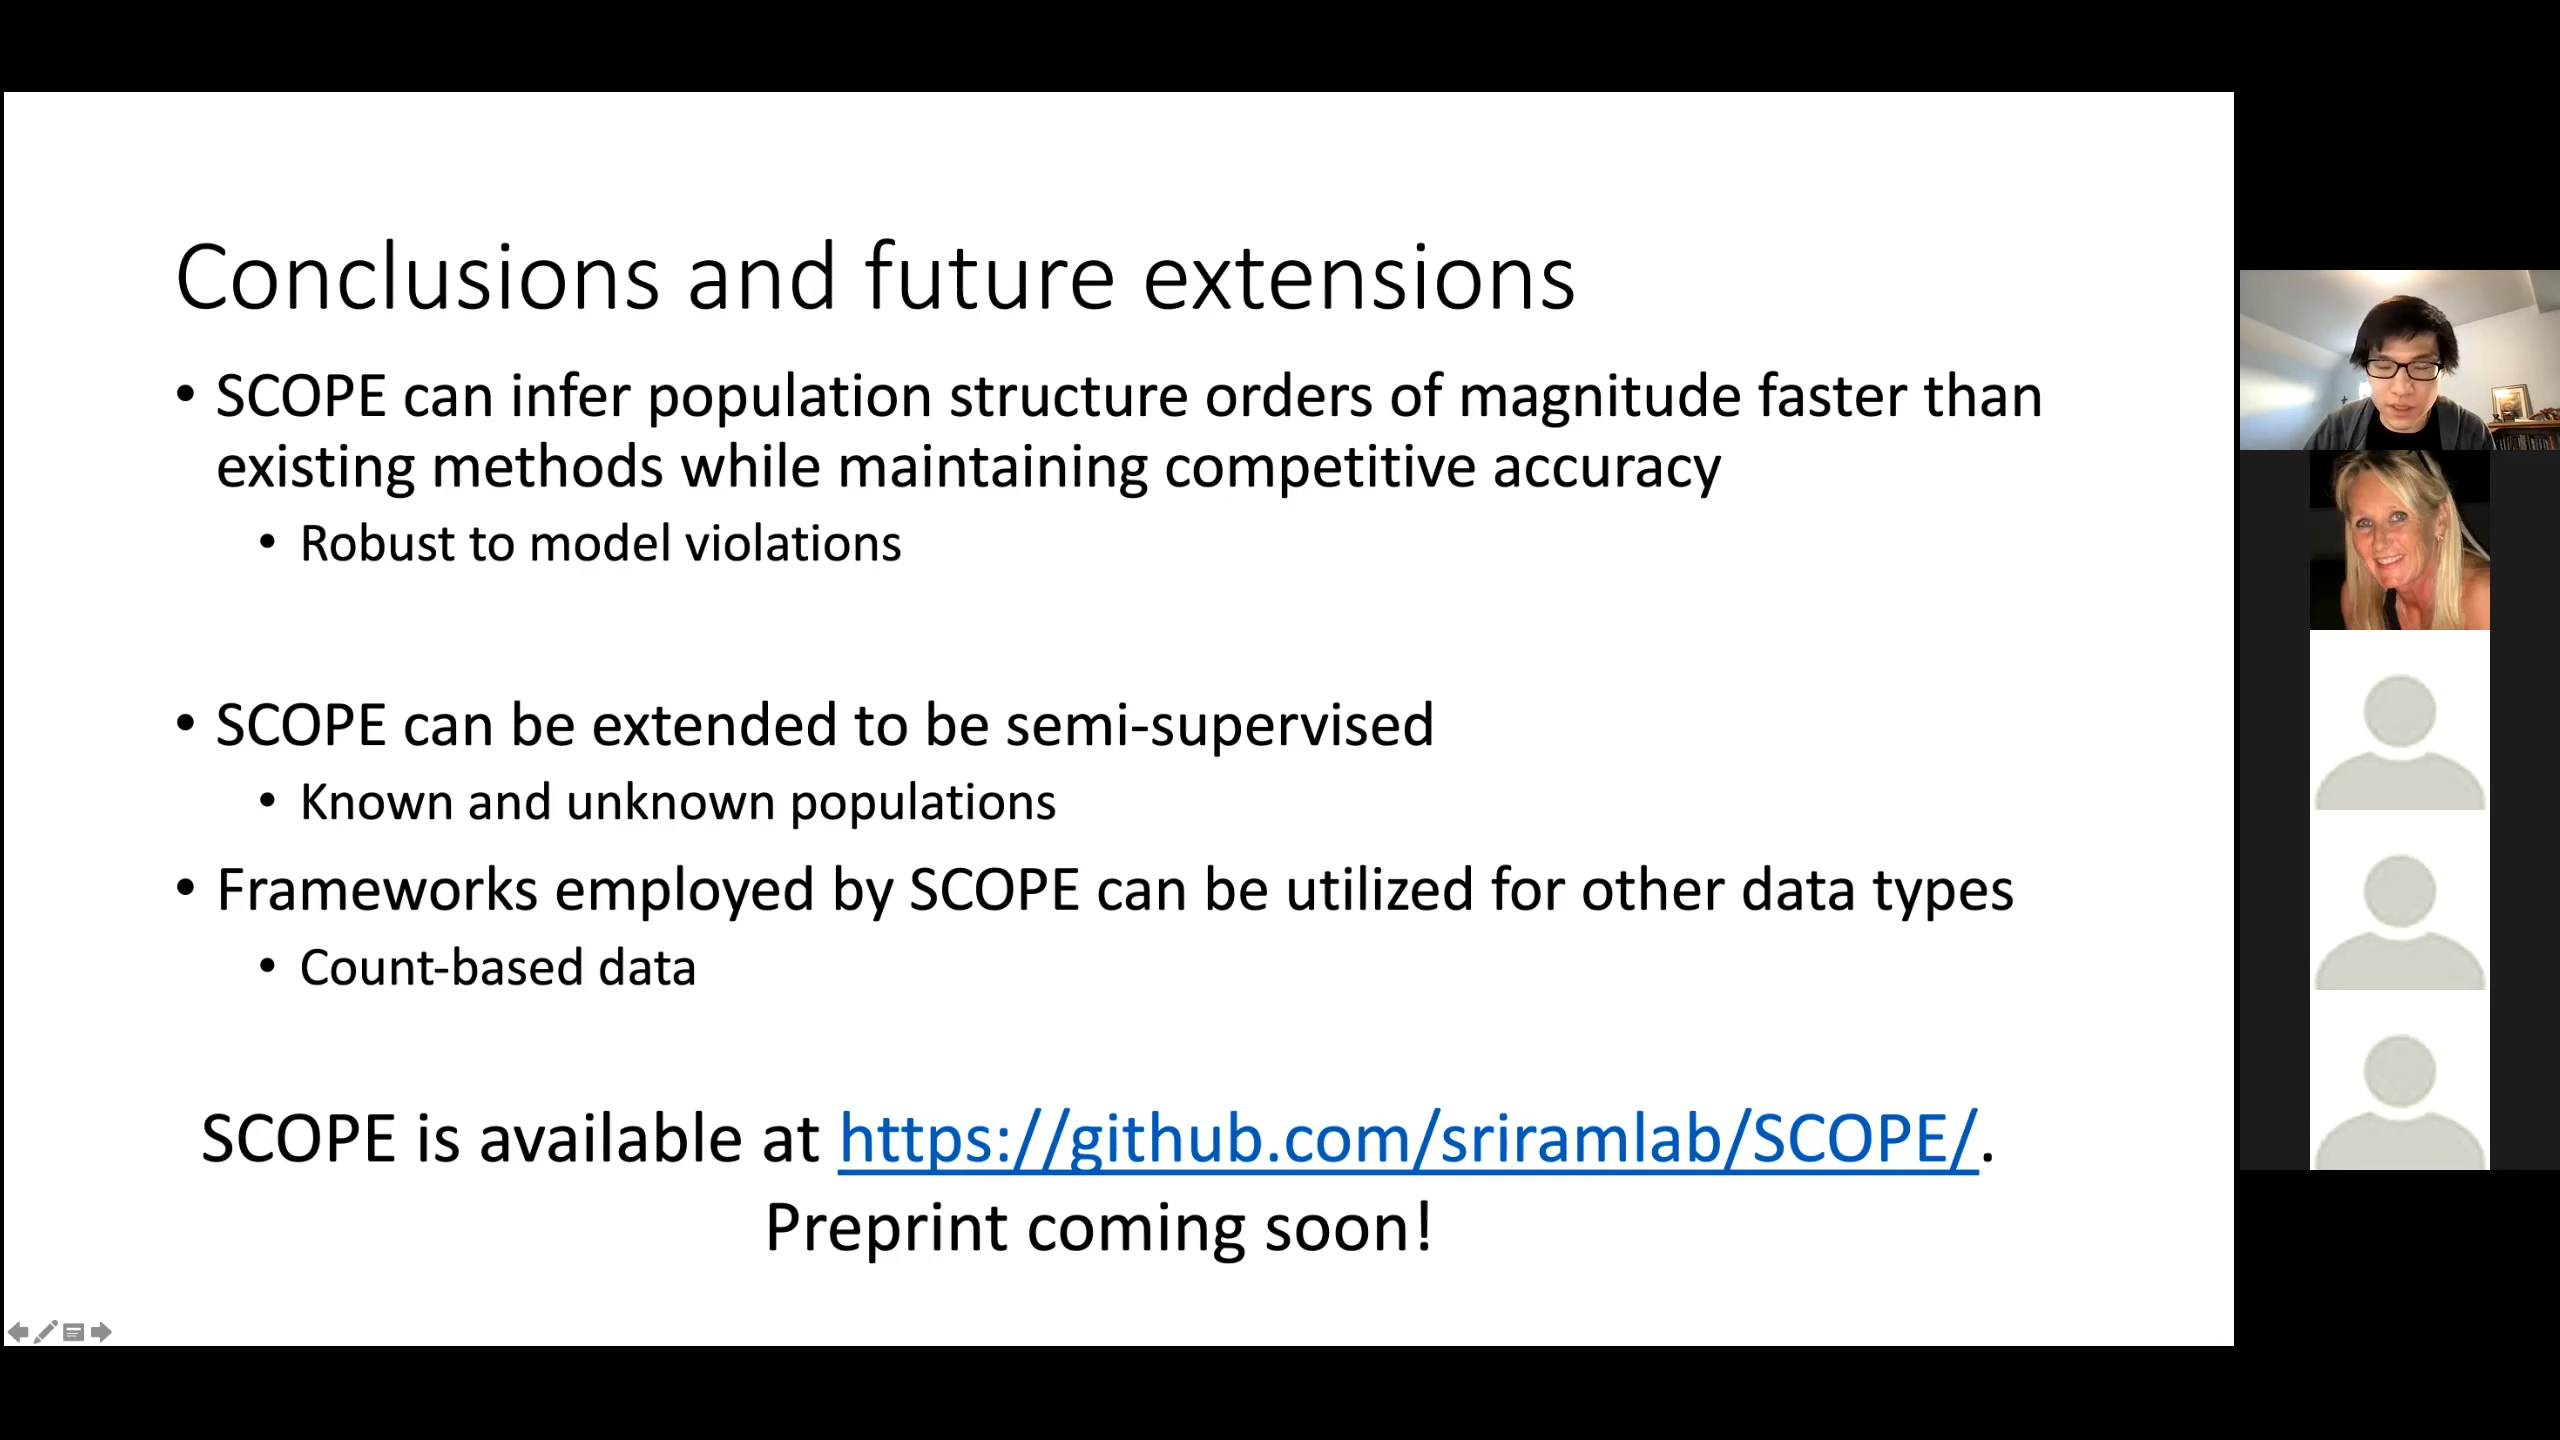 Conclusions and future extensions
• SCOPE can infer population structure orders of magnitude faster than
existing methods while maintaining competitive accuracy
• Robust to model violations
• SCOPE can be extended to be semi-supervised
• Known and unknown populations
• Frameworks employed by SCOPE can be utilized for other data types
• Count-based data
SCOPE is available at https://github.com/sriramlab/SCOPE/.
Preprint coming soon!